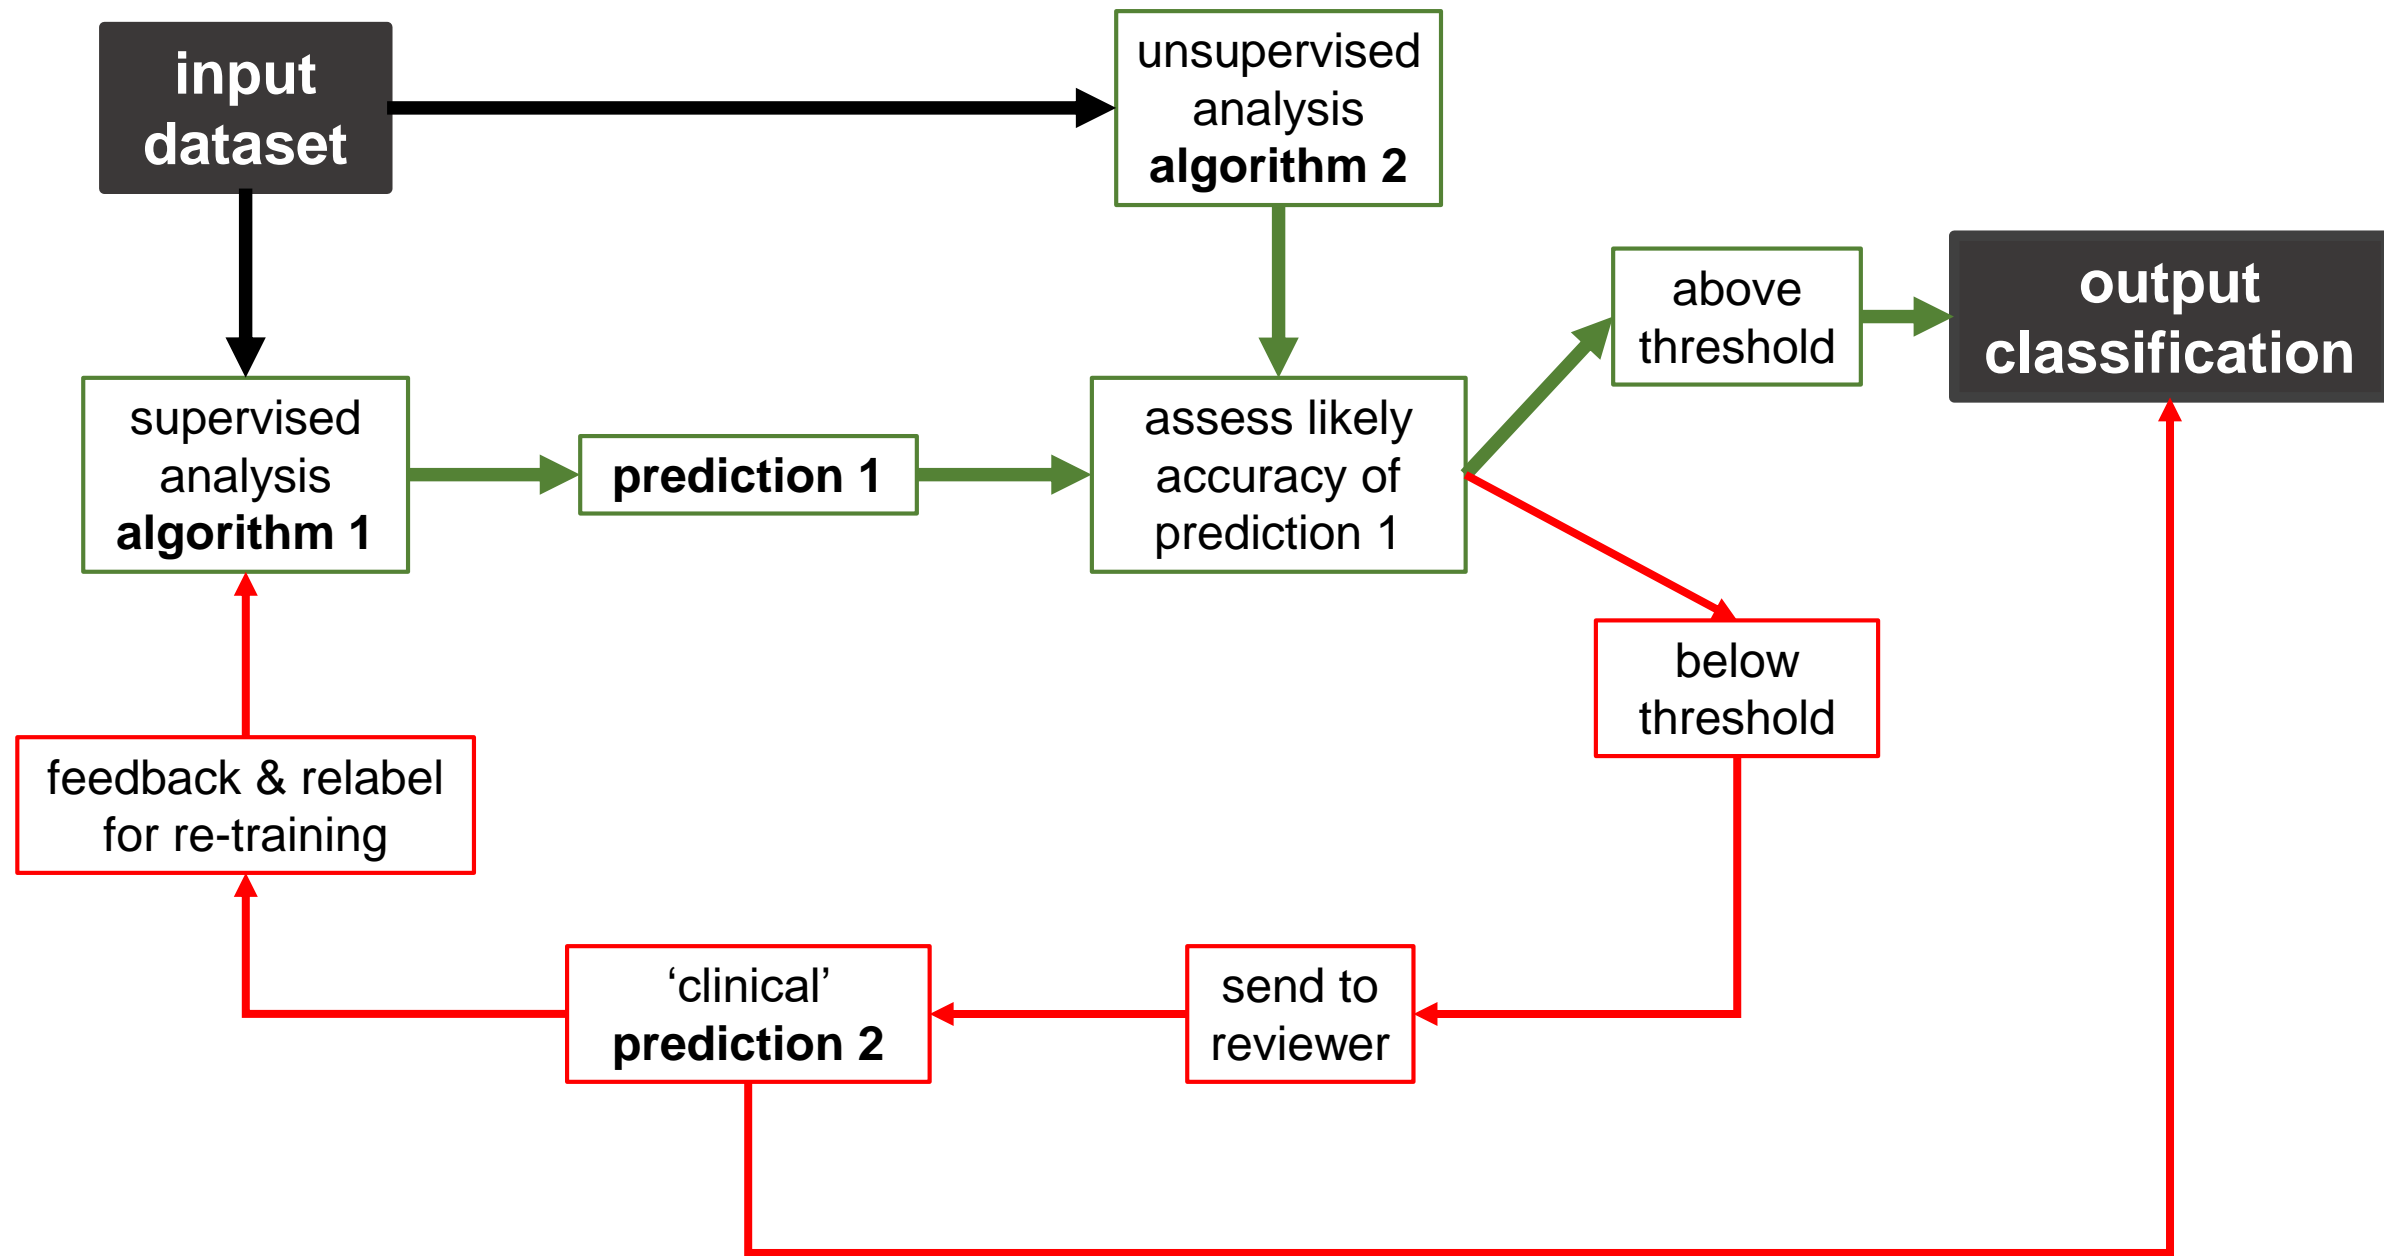 input
dataset
unsupervised
analysis
algorithm 2
above
threshold
output
classification
supervised
analysis
algorithm 1
prediction 1
assess likely
accuracy of
prediction 1
below
threshold
feedback & relabel
for re-training
‘clinical’
prediction 2
send to
reviewer